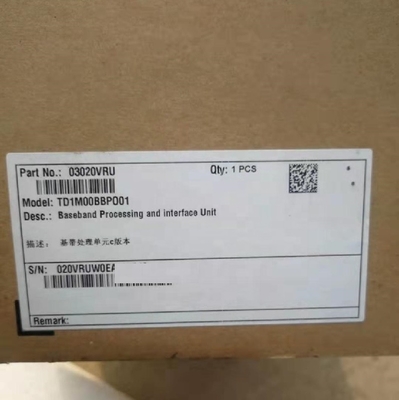 Part No.: 03020VRU Qty: 1 PCS
Model: TD1M00BBPD01
Desc.: Baseband Processing and interface Unit
描述: 基带处理单元c版本
S/N: 020VRUW0EA
Remark: